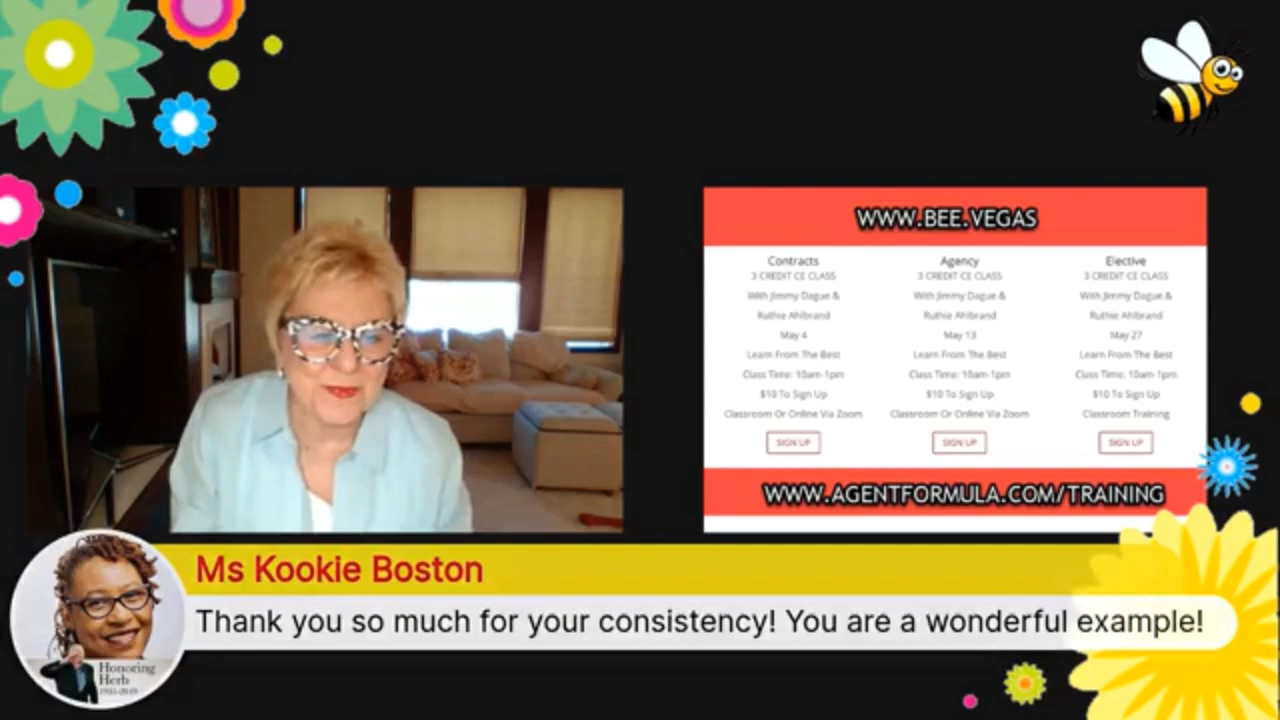 WWW.BEE.VEGAS
Contracts
3 CREDIT CE CLASS
With Jimmy Dague &
Ruthie Ahlbrand
May 4
Learn From The Best
Class Time: 10am-1pm
$10 To Sign Up
Classroom Or Online Via Zoom
SIGN UP
Agency
3 CREDIT CE CLASS
With Jimmy Dague &
Ruthie Ahlbrand
May 13
Learn From The Best
Class Time: 10am-1pm
$10 To Sign Up
Classroom Or Online Via Zoom
SIGN UP
Elective
3 CREDIT CE CLASS
With Jimmy Dague &
Ruthie Ahlbrand
May 27
Learn From The Best
Class Time: 10am-1pm
$10 To Sign Up
Classroom Training
SIGN UP
WWW.AGENTFORMULA.COM/TRAINING
Ms Kookie Boston
Thank you so much for your consistency! You are a wonderful example!
Honoring
Herb